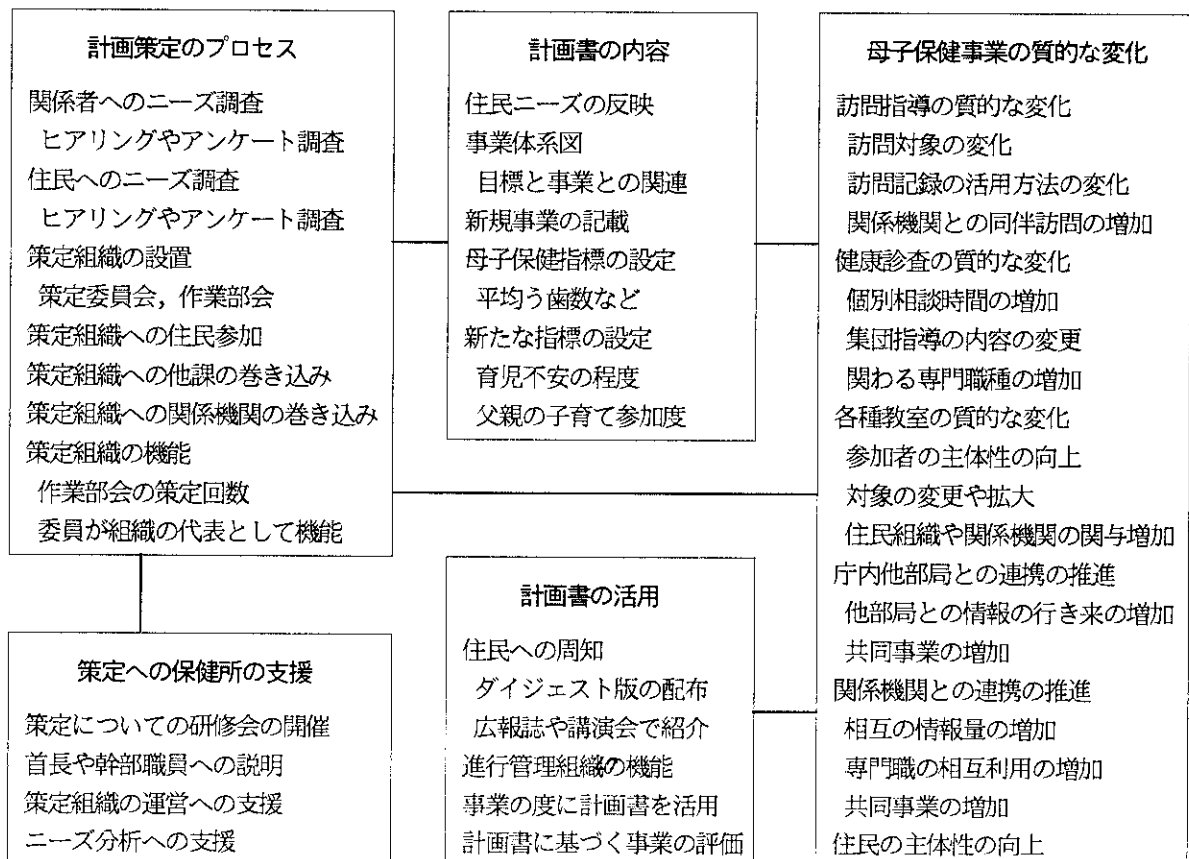 計画策定のプロセス
関係者へのニーズ調査
ヒアリングやアンケート調査
住民へのニーズ調査
ヒアリングやアンケート調査
策定組織の設置
策定委員会，作業部会
策定組織への住民参加
策定組織への他課の巻き込み
策定組織への関係機関の巻き込み
策定組織の機能
作業部会の策定回数
委員が組織の代表として機能
策定への保健所の支援
策定についての研修会の開催
首長や幹部職員への説明
策定組織の運営への支援
ニーズ分析への支援
計画書の内容
住民ニーズの反映
事業体系図
目標と事業との関連
新規事業の記載
母子保健指標の設定
平均う歯数など
新たな指標の設定
育児不安の程度
父親の子育て参加度
計画書の活用
住民への周知
ダイジェスト版の配布
広報誌や講演会で紹介
進行管理組織の機能
事業の度に計画書を活用
計画書に基づく事業の評価
母子保健事業の質的な変化
訪問指導の質的な変化
訪問対象の変化
訪問記録の活用方法の変化
関係機関との同伴訪問の増加
健康診査の質的な変化
個別相談時間の増加
集団指導の内容の変更
関わる専門職種の増加
各種教室の質的な変化
参加者の主体性の向上
対象の変更や拡大
住民組織や関係機関の関与増加
庁内他部局との連携の推進
他部局との情報の行き来の増加
共同事業の増加
関係機関との連携の推進
相互の情報量の増加
専門職の相互利用の増加
共同事業の増加
住民の主体性の向上